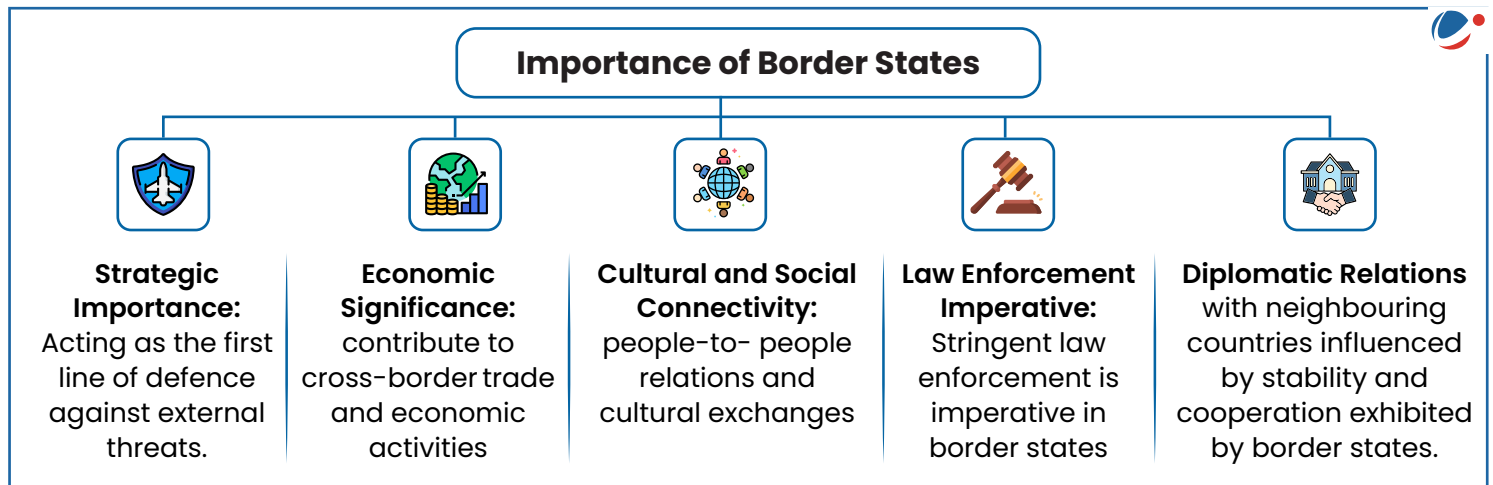 Importance of Border States
Strategic
Importance:
Acting as the first
line of defence
against external
threats.
Economic
Significance:
contribute to
cross-border trade
and economic
activities
Cultural and Social
Connectivity:
people-to- people
relations and
cultural exchanges
Law Enforcement
Imperative:
Stringent law
enforcement is
imperative in
border states
Diplomatic Relations
with neighbouring
countries influenced
by stability and
cooperation exhibited
by border states.